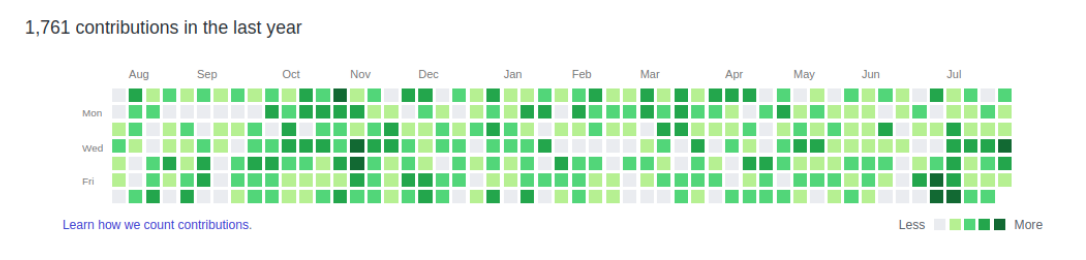 1,761 contributions in the last year
Aug Sep Oct Nov Dec Jan Feb Mar Apr May Jun Jul
Mon
Wed
Fri
Learn how we count contributions. Less More